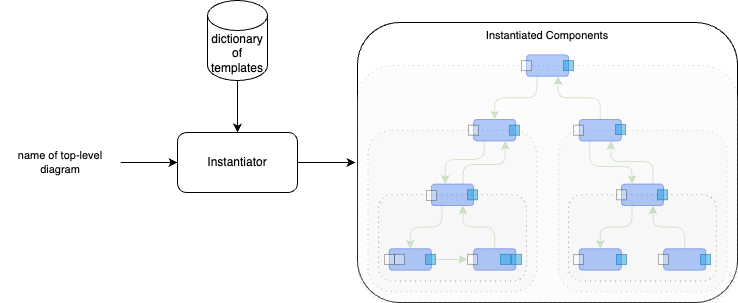 dictionary
of
templates
Instantiated Components
name of top-level
diagram
Instantiator